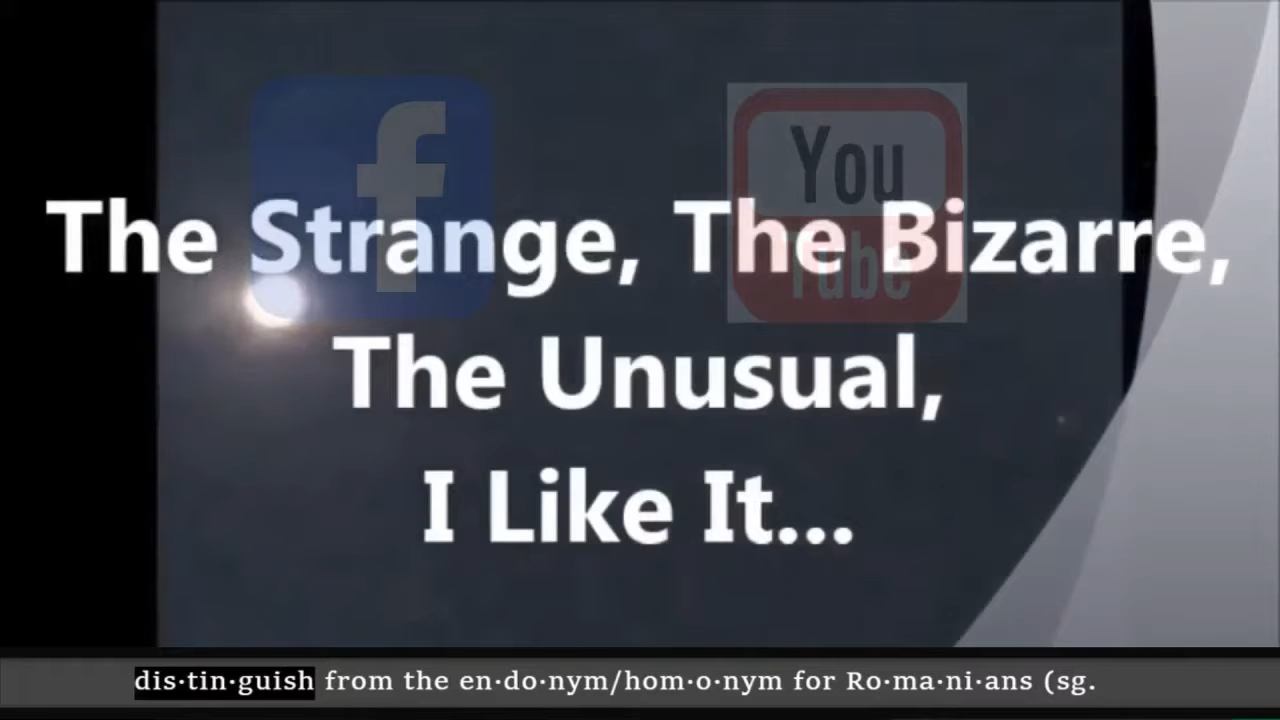 f
You
Tube
The Strange, The Bizarre,
The Unusual,
I Like It...
dis·tin·guish from the en·do·nym/hom·o·nym for Ro·ma·ni·ans (sg.